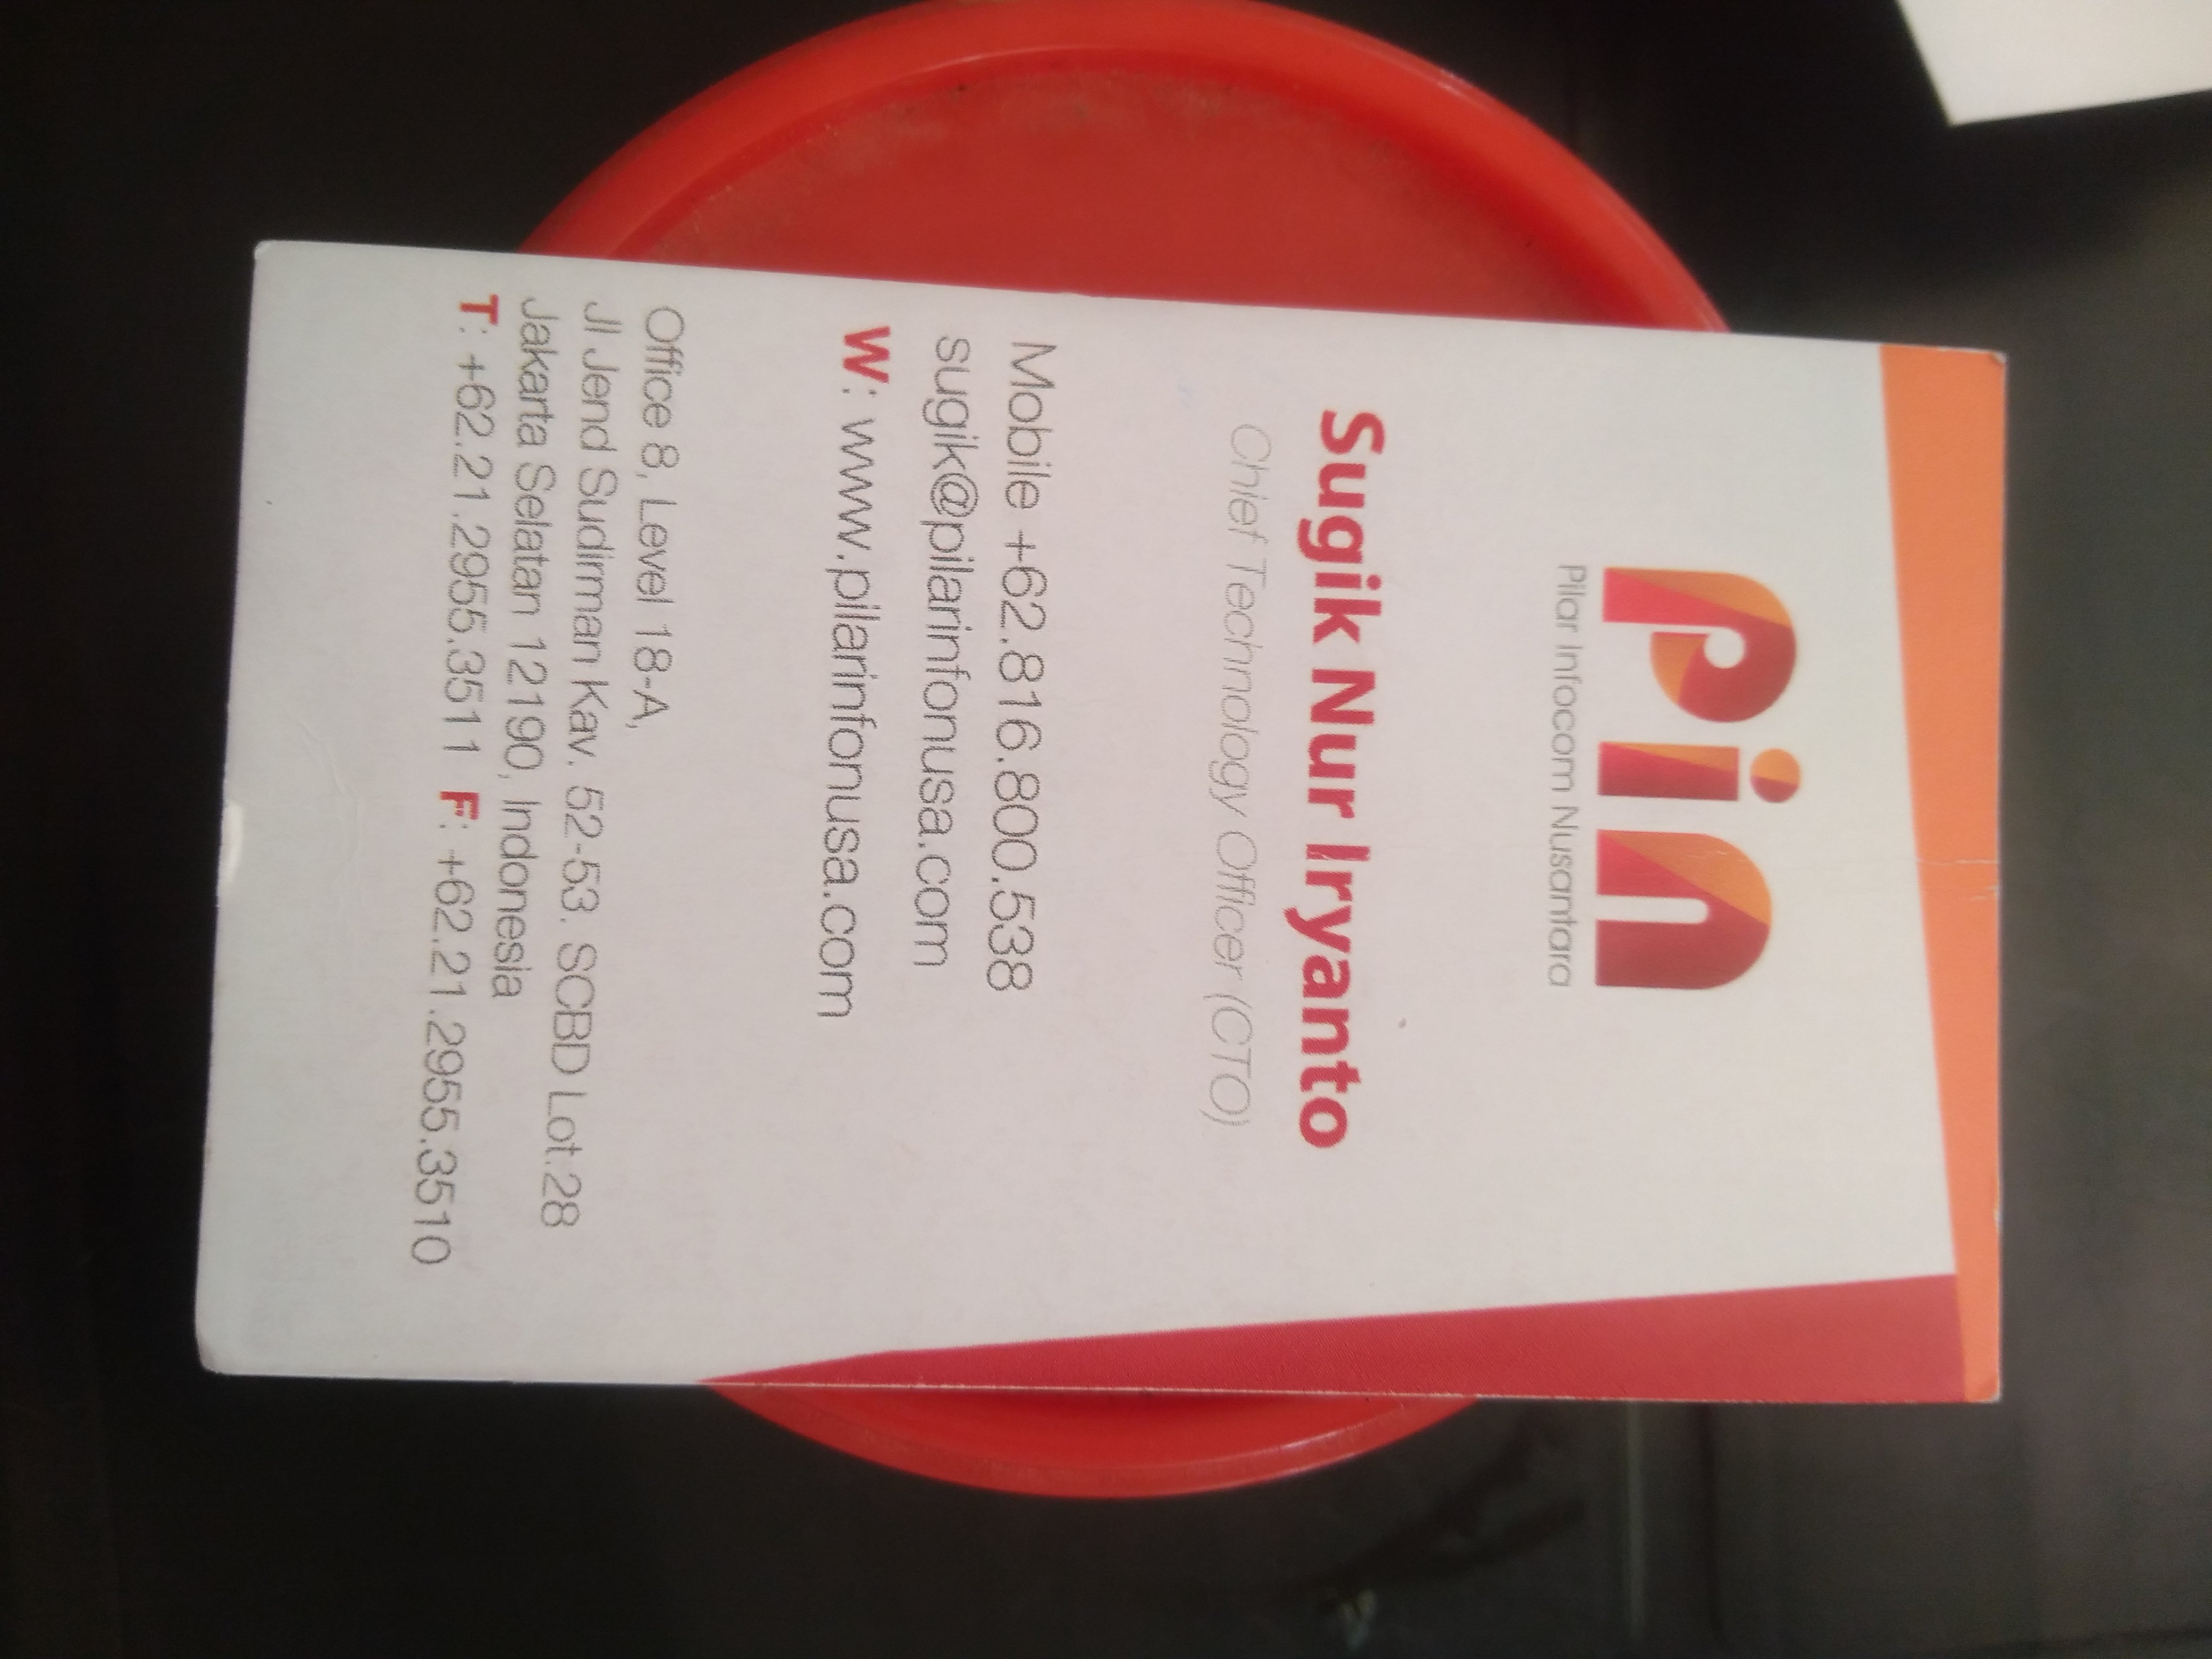 Pin
Pilar Infocom Nusantara
Sugik Nur Iryanto
Chief Technology Officer (CTO)
Mobile +62.816.800.538
sugik@pilarinfonusa.com
W: www.pilarinfonusa.com
Office 8, Level 18-A,
Jl Jend Sudirman Kav. 52-53. SCBD Lot.28
Jakarta Selatan 12190, Indonesia
T: +62.21.2955.3511 F: +62.21.2955.3510